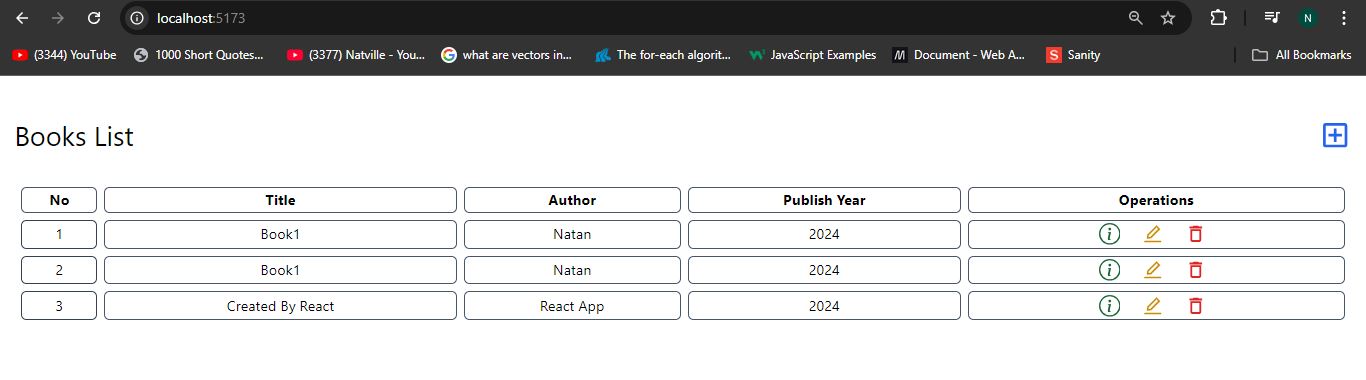 localhost:5173
N
(3344) YouTube 1000 Short Quotes... (3377) Natville - You... what are vectors in... The for-each algorit... JavaScript Examples Document - Web A... Sanity All Bookmarks
Books List
No Title Author Publish Year Operations
1 Book1 Natan 2024
2 Book1 Natan 2024
3 Created By React React App 2024